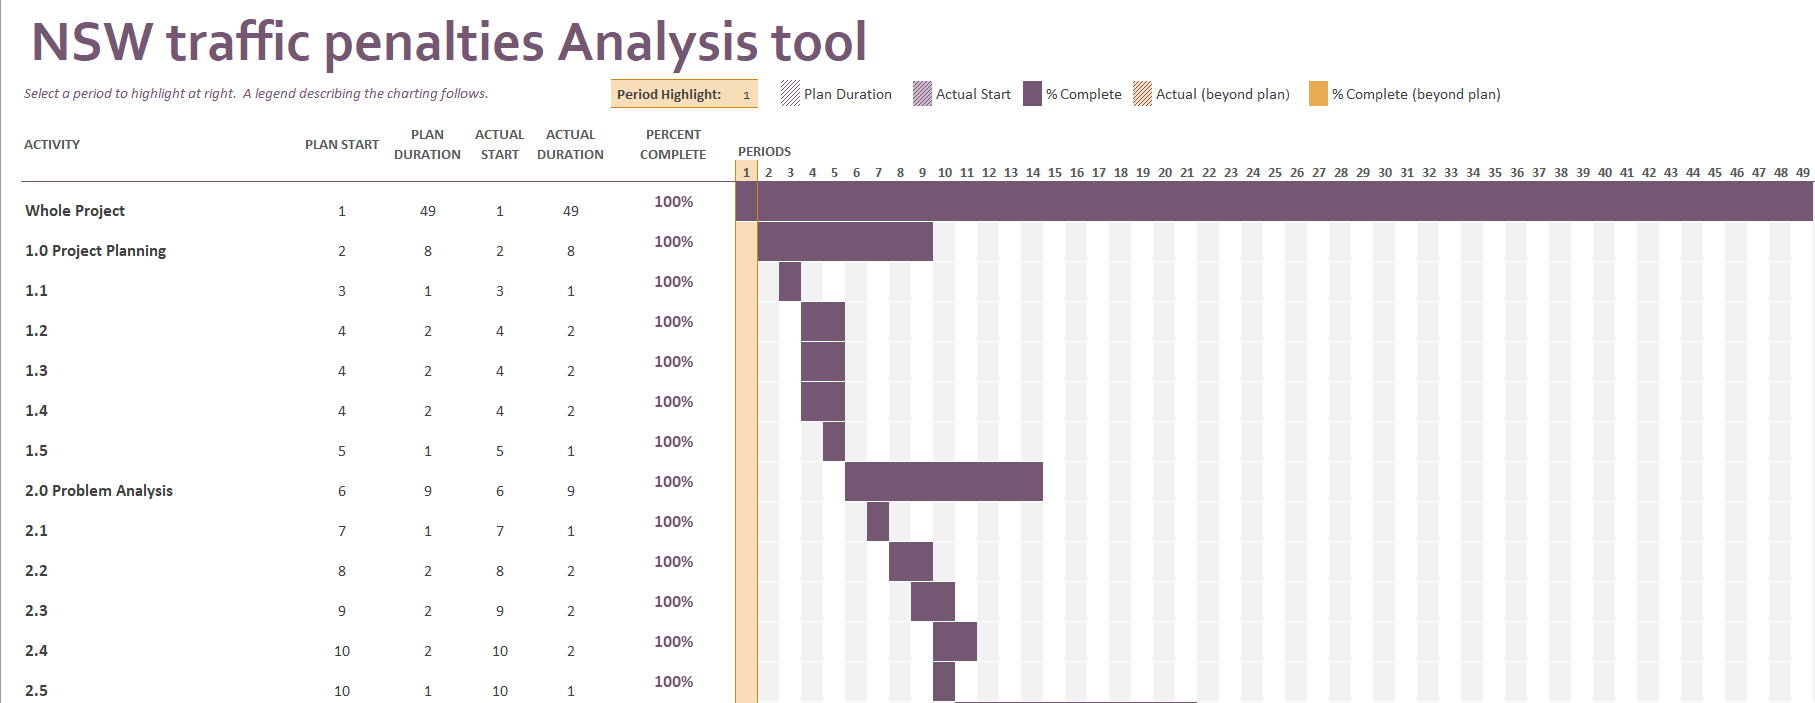 NSW traffic penalties Analysis tool
Select a period to highlight at right.  A legend describing the charting follows.
Period Highlight: 1 Plan Duration Actual Start % Complete Actual (beyond plan) % Complete (beyond plan)
ACTIVITY PLAN START PLAN DURATION ACTUAL START ACTUAL DURATION PERCENT COMPLETE PERIODS
1 2 3 4 5 6 7 8 9 10 11 12 13 14 15 16 17 18 19 20 21 22 23 24 25 26 27 28 29 30 31 32 33 34 35 36 37 38 39 40 41 42 43 44 45 46 47 48 49
Whole Project 1 49 1 49 100%
1.0 Project Planning 2 8 2 8 100%
1.1 3 1 3 1 100%
1.2 4 2 4 2 100%
1.3 4 2 4 2 100%
1.4 4 2 4 2 100%
1.5 5 1 5 1 100%
2.0 Problem Analysis 6 9 6 9 100%
2.1 7 1 7 1 100%
2.2 8 2 8 2 100%
2.3 9 2 9 2 100%
2.4 10 2 10 2 100%
2.5 10 1 10 1 100%